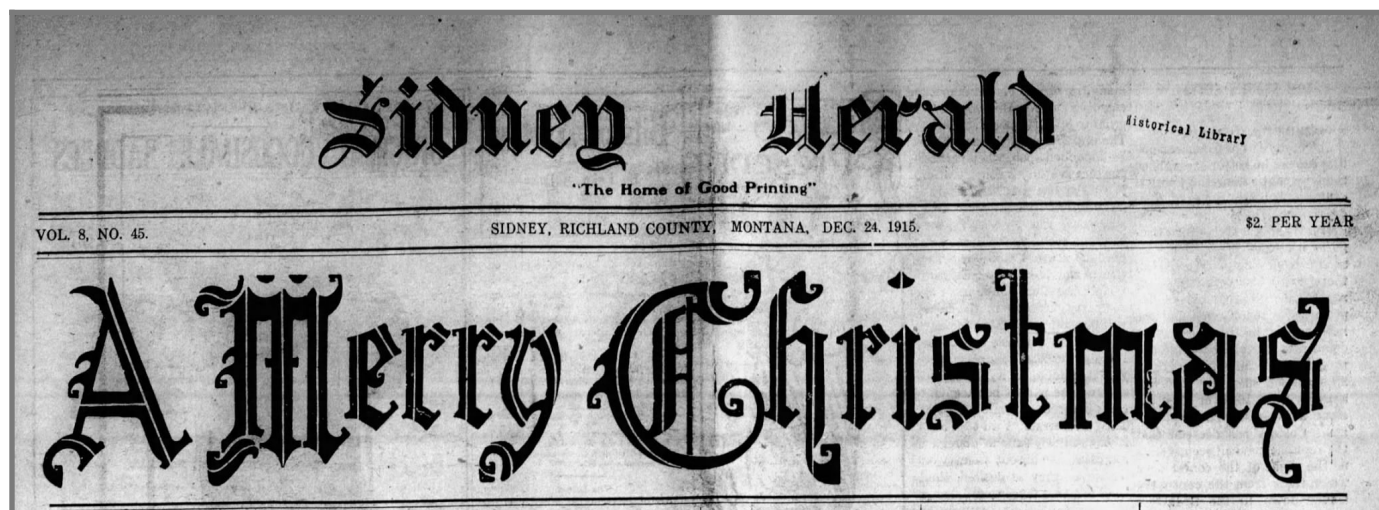 Sidney Herald
Historical Library
"The Home of Good Printing"
VOL. 8, NO. 45. SIDNEY, RICHLAND COUNTY, MONTANA, DEC. 24, 1915. $2. PER YEAR
A Merry Christmas